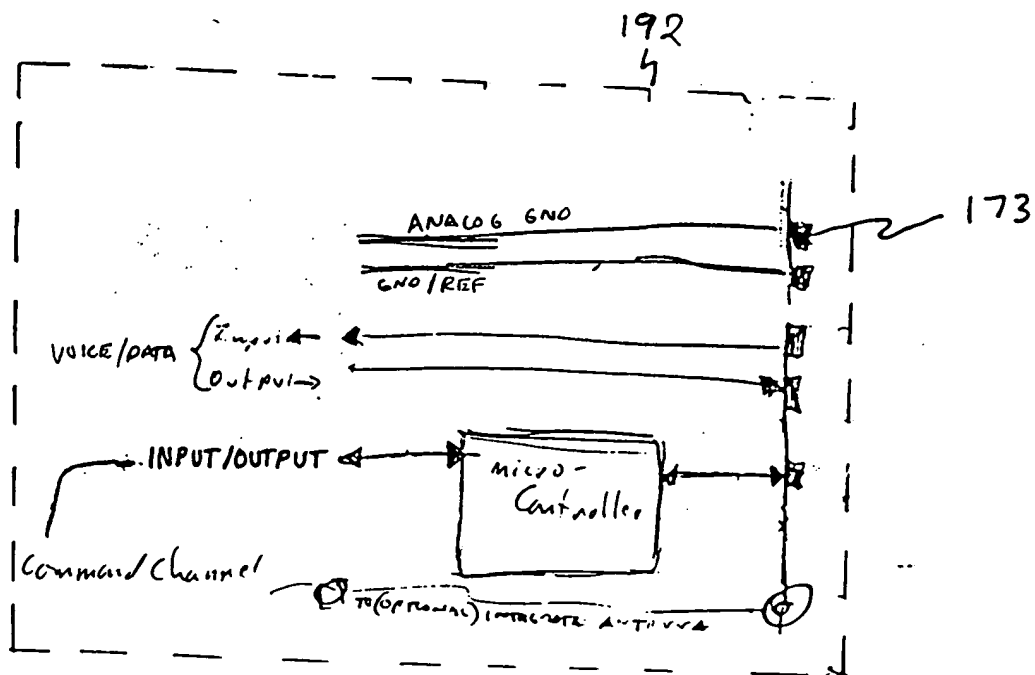 192
173
ANALOG GND
GND/REF
VOICE/DATA
Input
Output
INPUT/OUTPUT
micro-
Controller
Command Channel
TO (OPTIONAL) INTEGRATE ANTENNA